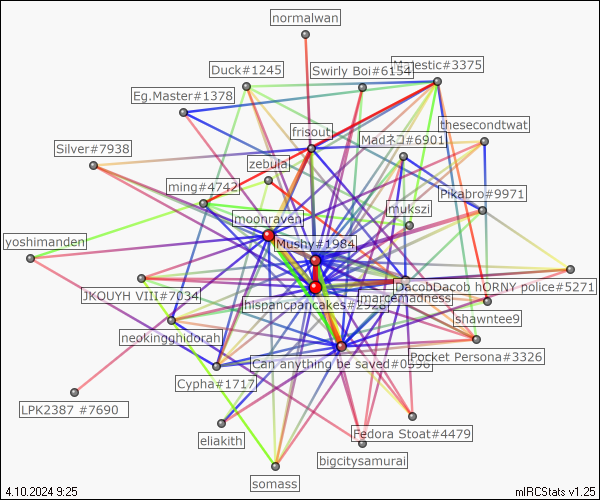 normalwan
Duck#1245
Swirly Boi#6154
Majestic#3375
Eg.Master#1378
frisout
Madネコ#6901
thesecondtwat
Silver#7938
zebula
ming#4742
Pikabro#9971
mukszi
moonraven
yoshimanden
Mushy#1984
DacobDacob hORNY police#5271
JKOUYH VIII#7034
hispancpancakes#2928
marcemadness
shawntee9
neokingghidorah
Can anything be saved#0596
Pocket Persona#3326
Cypha#1717
LPK2387 #7690
eliakith
Fedora Stoat#4479
bigcitysamurai
somass
4.10.2024 9:25
mIRCStats v1.25